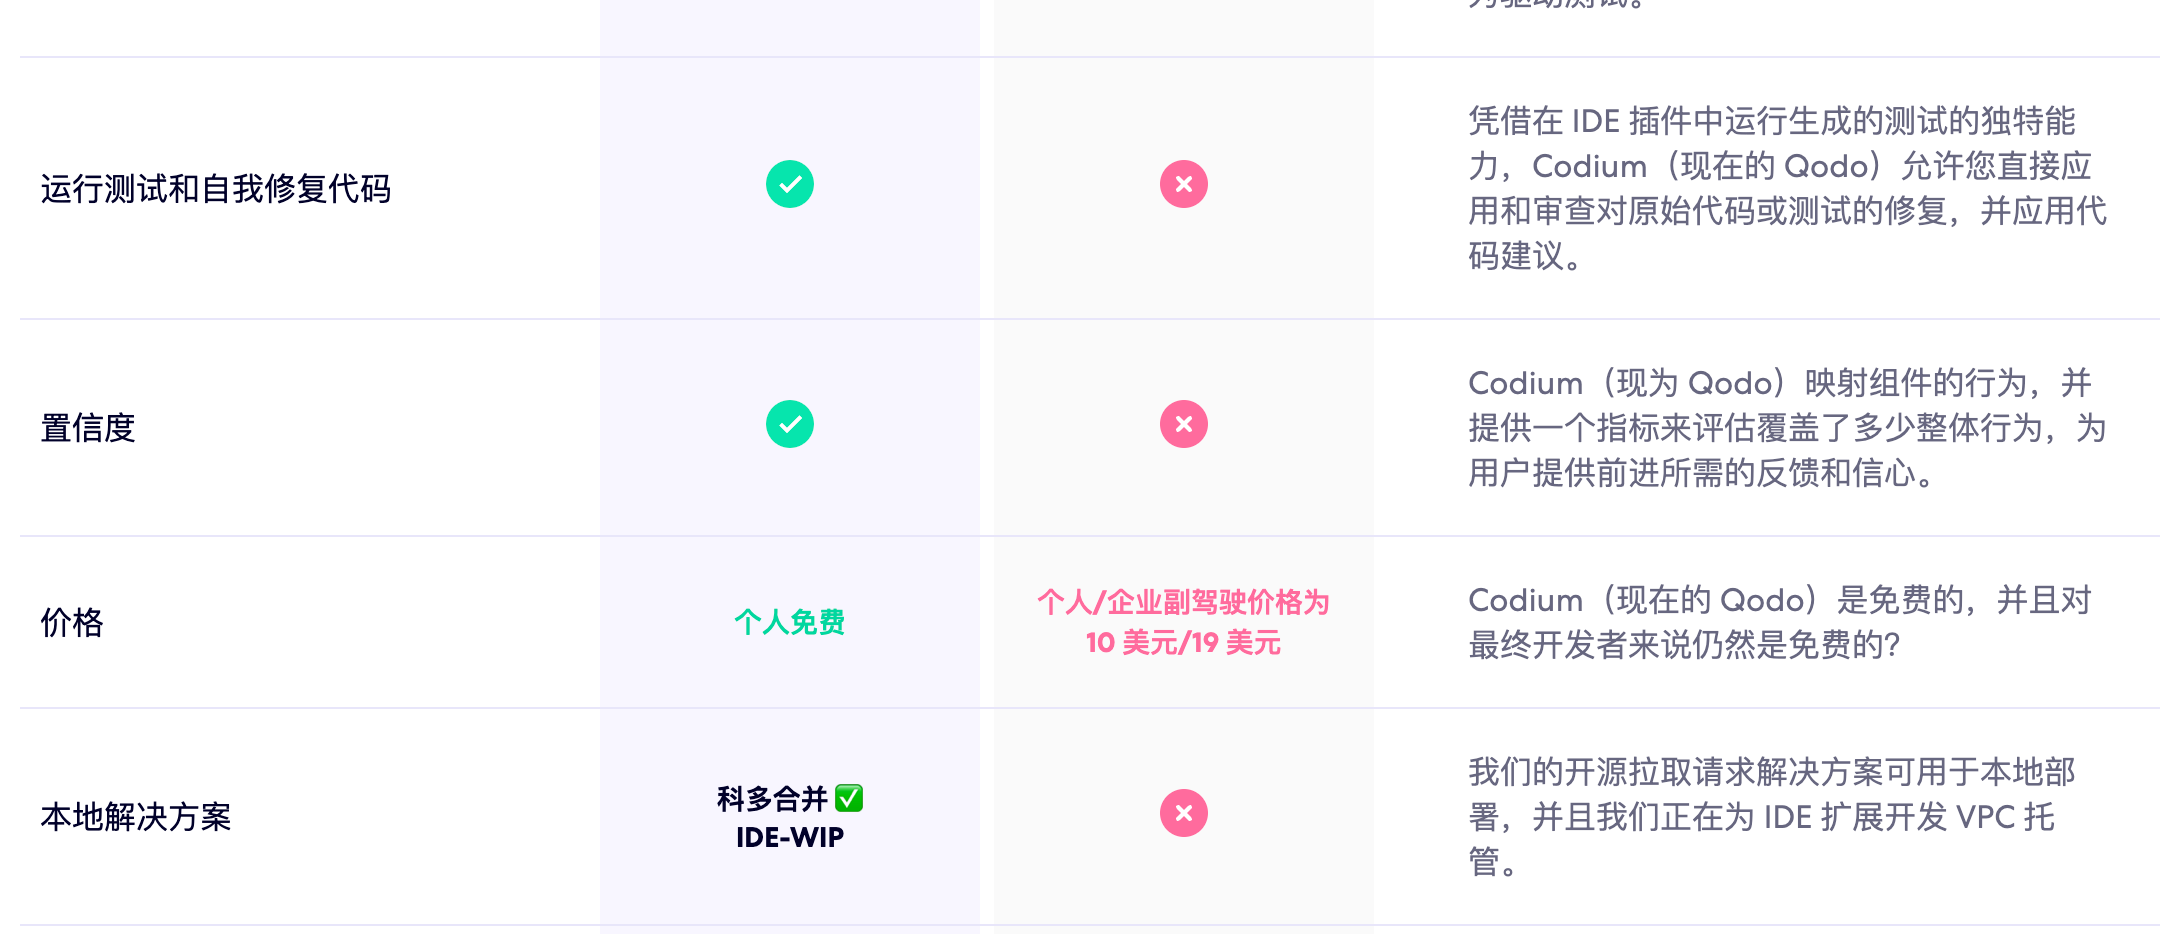 为驱动测试。
运行测试和自我修复代码
凭借在 IDE 插件中运行生成的测试的独特能
力，Codium（现在的 Qodo）允许您直接应
用和审查对原始代码或测试的修复，并应用代
码建议。
置信度
Codium（现为 Qodo）映射组件的行为，并
提供一个指标来评估覆盖了多少整体行为，为
用户提供前进所需的反馈和信心。
价格
个人免费
个人/企业副驾驶价格为
10 美元/19 美元
Codium（现在的 Qodo）是免费的，并且对
最终开发者来说仍然是免费的？
本地解决方案
科多合并 ✅
IDE-WIP
我们的开源拉取请求解决方案可用于本地部
署，并且我们正在为 IDE 扩展开发 VPC 托
管。